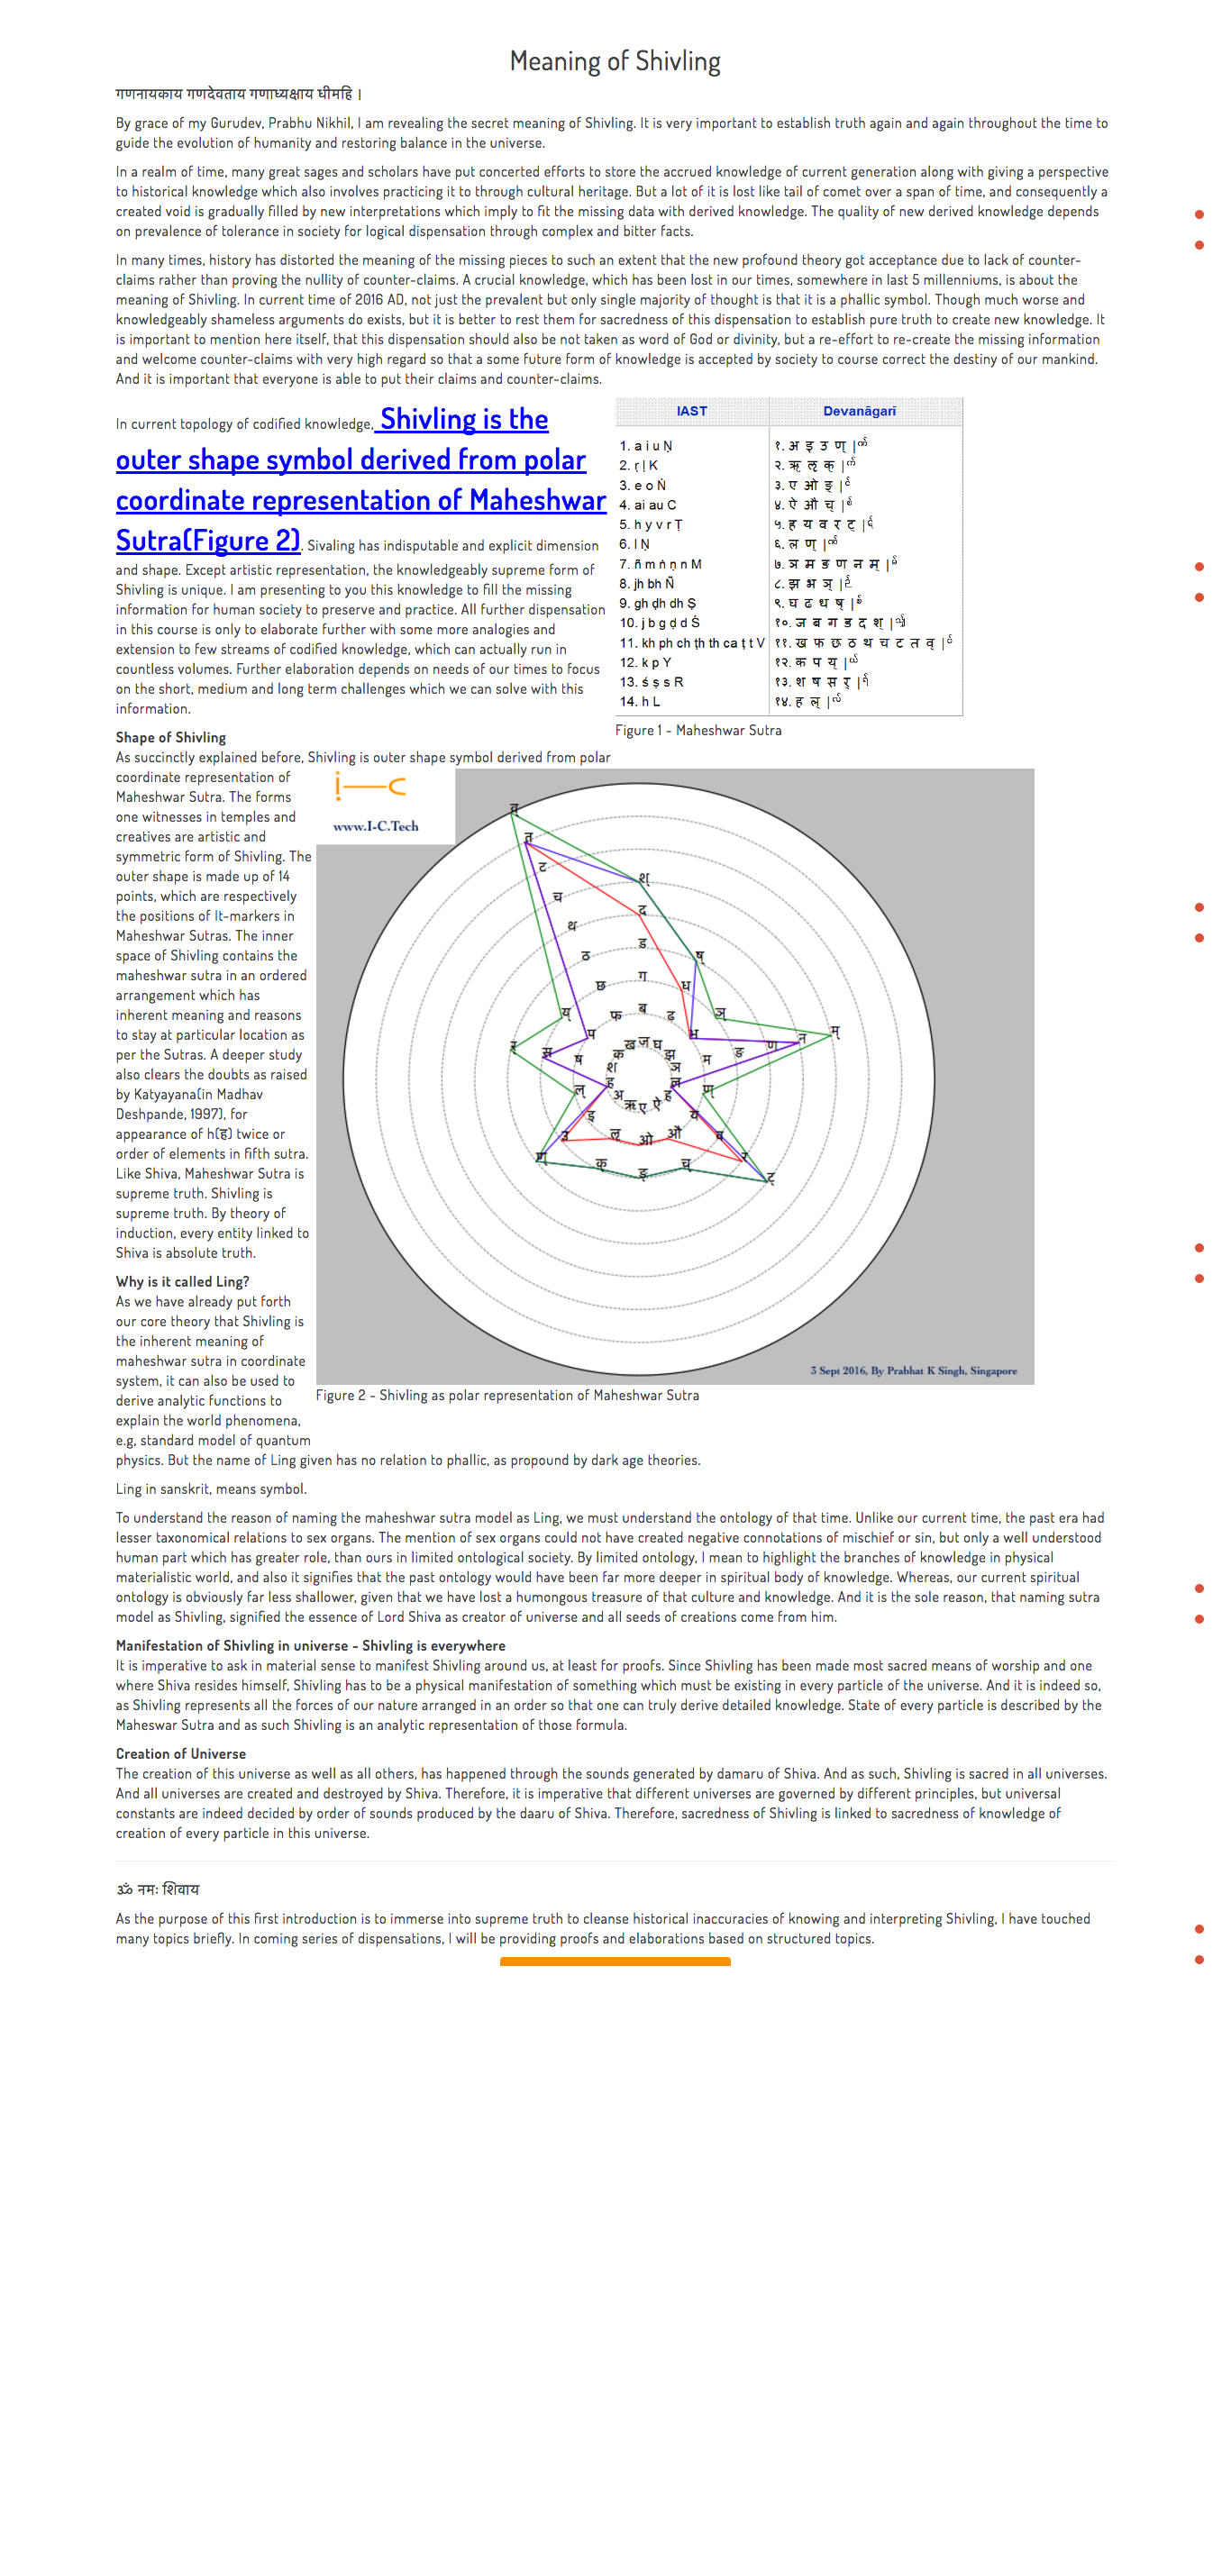 Meaning of Shivling
गणनायकाय गणदेवताय गणाध्यक्षाय धीमहि ।
By grace of my Gurudev, Prabhu Nikhil, I am revealing the secret meaning of Shivling. It is very important to establish truth again and again throughout the time to
guide the evolution of humanity and restoring balance in the universe.
In a realm of time, many great sages and scholars have put concerted efforts to store the accrued knowledge of current generation along with giving a perspective
to historical knowledge which also involves practicing it to through cultural heritage. But a lot of it is lost like tail of comet over a span of time, and consequently a
created void is gradually filled by new interpretations which imply to fit the missing data with derived knowledge. The quality of new derived knowledge depends
on prevalence of tolerance in society for logical dispensation through complex and bitter facts.
In many times, history has distorted the meaning of the missing pieces to such an extent that the new profound theory got acceptance due to lack of counter-
claims rather than proving the nullity of counter-claims. A crucial knowledge, which has been lost in our times, somewhere in last 5 millenniums, is about the
meaning of Shivling. In current time of 2016 AD, not just the prevalent but only single majority of thought is that it is a phallic symbol. Though much worse and
knowledgeably shameless arguments do exists, but it is better to rest them for sacredness of this dispensation to establish pure truth to create new knowledge. It
is important to mention here itself, that this dispensation should also be not taken as word of God or divinity, but a re-effort to re-create the missing information
and welcome counter-claims with very high regard so that a some future form of knowledge is accepted by society to course correct the destiny of our mankind.
And it is important that everyone is able to put their claims and counter-claims.
In current topology of codified knowledge, Shivling is the
outer shape symbol derived from polar
coordinate representation of Maheshwar
Sutra(Figure 2). Sivaling has indisputable and explicit dimension
and shape. Except artistic representation, the knowledgeably supreme form of
Shivling is unique. I am presenting to you this knowledge to fill the missing
information for human society to preserve and practice. All further dispensation
in this course is only to elaborate further with some more analogies and
extension to few streams of codified knowledge, which can actually run in
countless volumes. Further elaboration depends on needs of our times to focus
on the short, medium and long term challenges which we can solve with this
information.
IAST Devanāgarī
1. a i u Ṇ १. अ इ उ ण् |
2. ṛ ḷ K २. ऋ ऌ क् |
3. e o Ṅ ३. ए ओ ङ् |
4. ai au C ४. ऐ औ च् |
5. h y v r Ṭ ५. ह य व र ट् |
6. l Ṇ ६. ल ण् |
7. ñ m ṅ ṇ n M ७. ञ म ङ ण न म् |
8. jh bh Ñ ८. झ भ ञ् |
9. gh ḍh dh Ṣ ९. घ ढ ध ष् |
10. j b g ḍ d Ś १०. ज ब ग ड द श् |
11. kh ph ch ṭh th ca ṭ t V ११. ख फ छ ठ थ च ट त व् |
12. k p Y १२. क प य् |
13. ś ṣ s R १३. श ष स र् |
14. h L १४. ह ल् |
Figure 1 - Maheshwar Sutra
Shape of Shivling
As succinctly explained before, Shivling is outer shape symbol derived from polar
coordinate representation of
Maheshwar Sutra. The forms
one witnesses in temples and
creatives are artistic and
symmetric form of Shivling. The
outer shape is made up of 14
points, which are respectively
the positions of It-markers in
Maheshwar Sutras. The inner
space of Shivling contains the
maheshwar sutra in an ordered
arrangement which has
inherent meaning and reasons
to stay at particular location as
per the Sutras. A deeper study
also clears the doubts as raised
by Katyayana(in Madhav
Deshpande, 1997), for
appearance of h(ह) twice or
order of elements in fifth sutra.
Like Shiva, Maheshwar Sutra is
supreme truth. Shivling is
supreme truth. By theory of
induction, every entity linked to
Shiva is absolute truth.
www.I-C.Tech
व्
त
ट
च
थ
ठ
छ
फ
ख
श्
द
ड
ग
ब
ज
ष्
ध
ढ
घ
ञ्
भ
झ
म्
न
ण
ङ
म
ञ
ण्
ल
ट्
र
व
य
ह
च्
औ
ऐ
ङ्
ओ
ए
क्
ऌ
ऋ
ण्
उ
इ
अ
ल्
ह
र्
स
ष
श
य्
प
क
3 Sept 2016, By Prabhat K Singh, Singapore
Figure 2 - Shivling as polar representation of Maheshwar Sutra
Why is it called Ling?
As we have already put forth
our core theory that Shivling is
the inherent meaning of
maheshwar sutra in coordinate
system, it can also be used to
derive analytic functions to
explain the world phenomena,
e.g, standard model of quantum
physics. But the name of Ling given has no relation to phallic, as propound by dark age theories.
Ling in sanskrit, means symbol.
To understand the reason of naming the maheshwar sutra model as Ling, we must understand the ontology of that time. Unlike our current time, the past era had
lesser taxonomical relations to sex organs. The mention of sex organs could not have created negative connotations of mischief or sin, but only a well understood
human part which has greater role, than ours in limited ontological society. By limited ontology, I mean to highlight the branches of knowledge in physical
materialistic world, and also it signifies that the past ontology would have been far more deeper in spiritual body of knowledge. Whereas, our current spiritual
ontology is obviously far less shallower, given that we have lost a humongous treasure of that culture and knowledge. And it is the sole reason, that naming sutra
model as Shivling, signified the essence of Lord Shiva as creator of universe and all seeds of creations come from him.
Manifestation of Shivling in universe - Shivling is everywhere
It is imperative to ask in material sense to manifest Shivling around us, at least for proofs. Since Shivling has been made most sacred means of worship and one
where Shiva resides himself, Shivling has to be a physical manifestation of something which must be existing in every particle of the universe. And it is indeed so,
as Shivling represents all the forces of our nature arranged in an order so that one can truly derive detailed knowledge. State of every particle is described by the
Maheswar Sutra and as such Shivling is an analytic representation of those formula.
Creation of Universe
The creation of this universe as well as all others, has happened through the sounds generated by damaru of Shiva. And as such, Shivling is sacred in all universes.
And all universes are created and destroyed by Shiva. Therefore, it is imperative that different universes are governed by different principles, but universal
constants are indeed decided by order of sounds produced by the daaru of Shiva. Therefore, sacredness of Shivling is linked to sacredness of knowledge of
creation of every particle in this universe.
ॐ नमः शिवाय
As the purpose of this first introduction is to immerse into supreme truth to cleanse historical inaccuracies of knowing and interpreting Shivling, I have touched
many topics briefly. In coming series of dispensations, I will be providing proofs and elaborations based on structured topics.